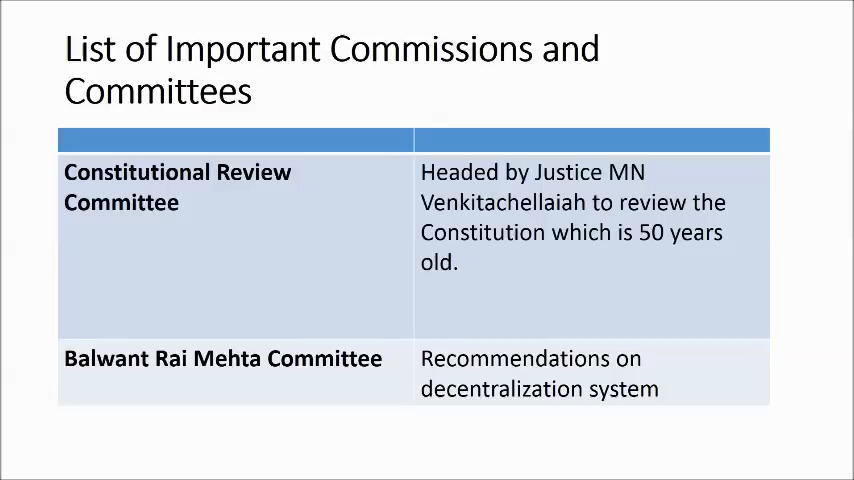 List of Important Commissions and
Committees
Constitutional Review
Committee
Headed by Justice MN
Venkitachellaiah to review the
Constitution which is 50 years
old.
Balwant Rai Mehta Committee
Recommendations on
decentralization system